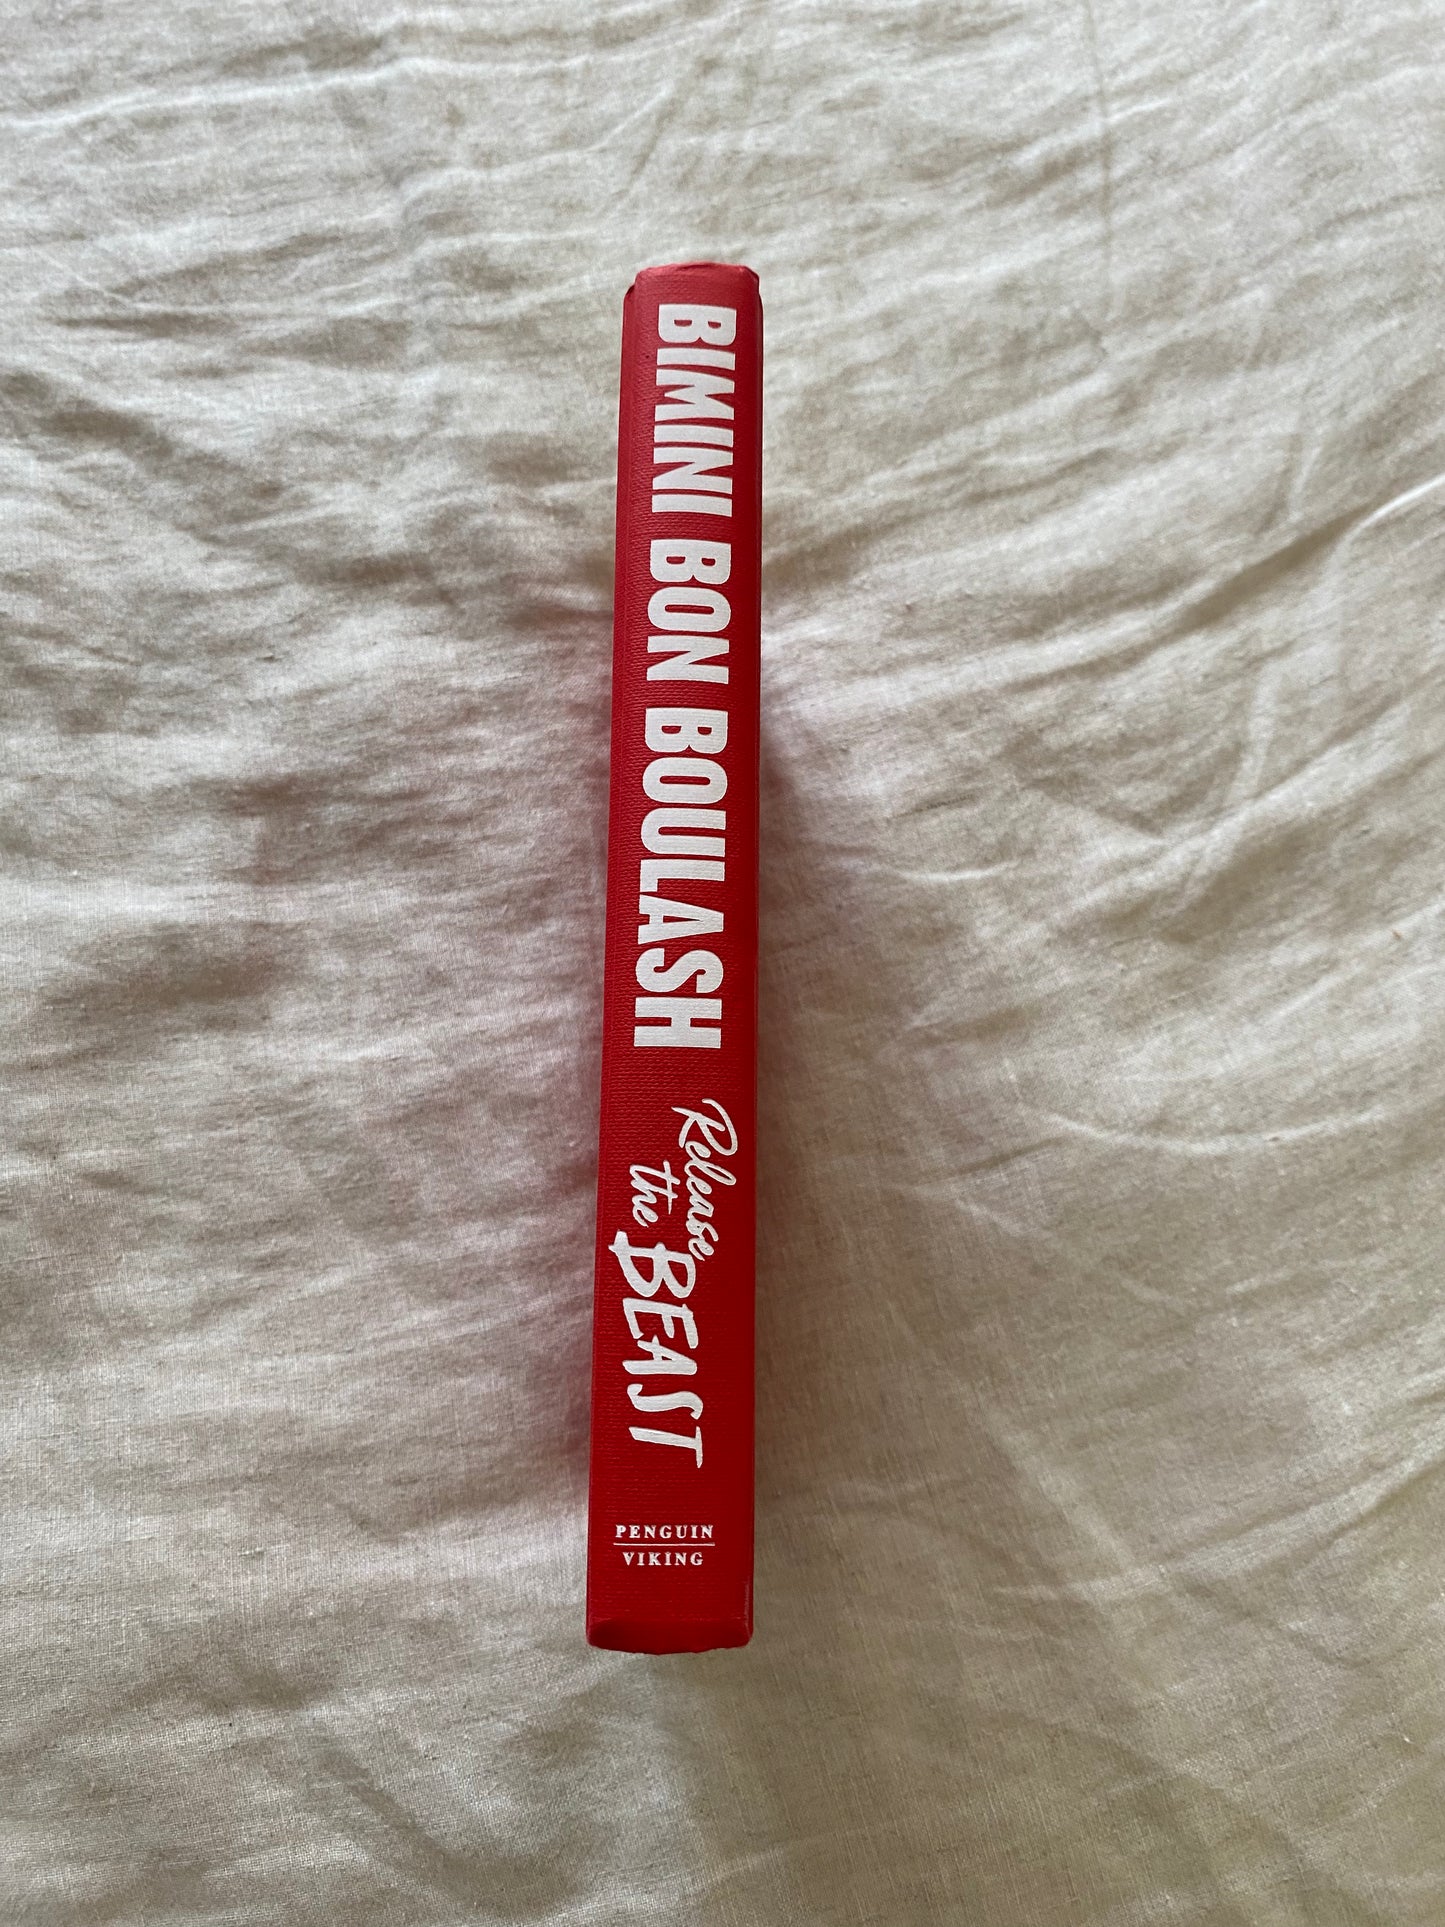 BIMINI BON BOULASH
Release
the BEAST
PENGUIN
VIKING